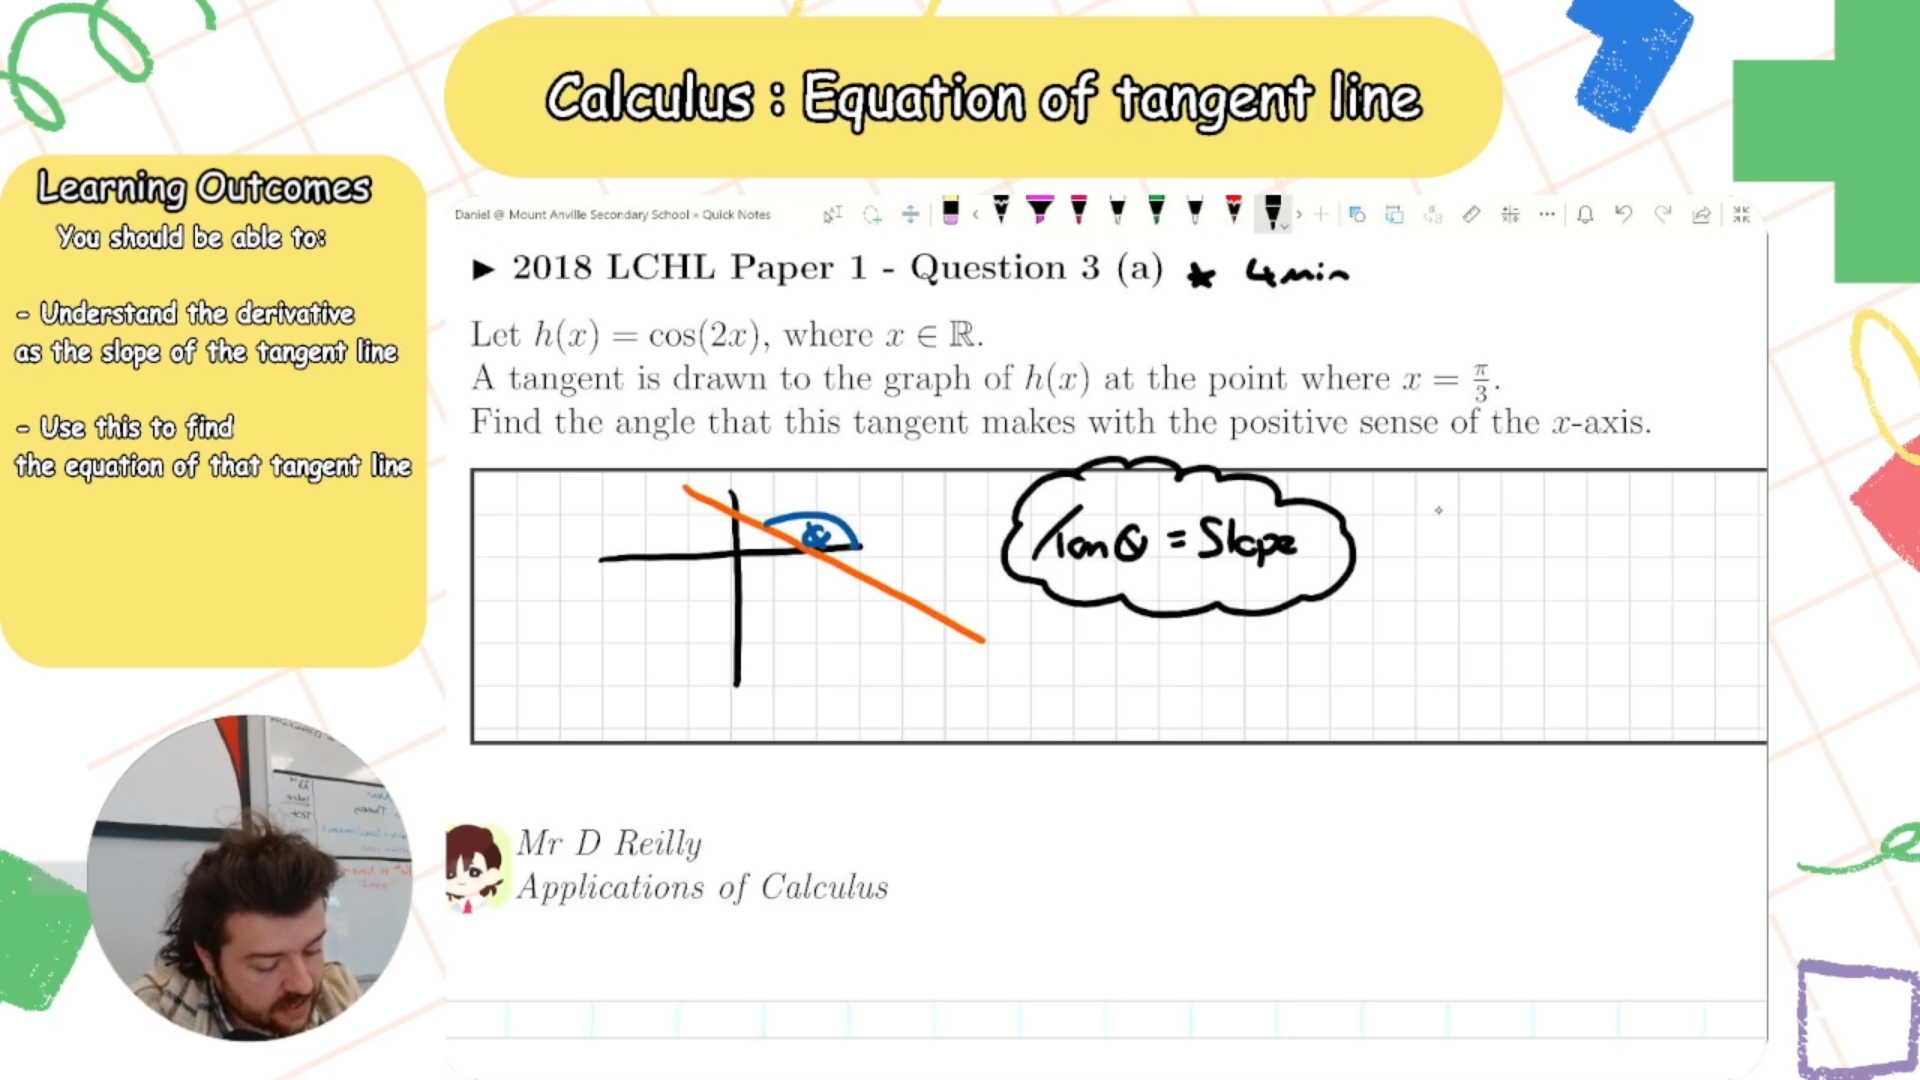 Calculus : Equation of tangent line
Learning Outcomes
You should be able to:
- Understand the derivative
as the slope of the tangent line
- Use this to find
the equation of that tangent line
Daniel @ Mount Anville Secondary School » Quick Notes
► 2018 LCHL Paper 1 - Question 3 (a) * 4 min
Let h(x) = cos(2x), where x ∈ ℝ.
A tangent is drawn to the graph of h(x) at the point where x = π/3.
Find the angle that this tangent makes with the positive sense of the x-axis.
Tan θ = Slope
θ
Mr D Reilly
Applications of Calculus